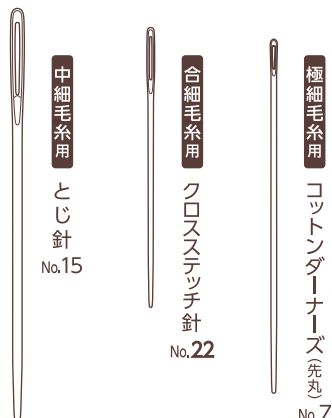 中細毛糸用
とじ針
No.15
合細毛糸用
クロスステッチ針
No.22
極細毛糸用
コットンダーナーズ(先丸)
No.7